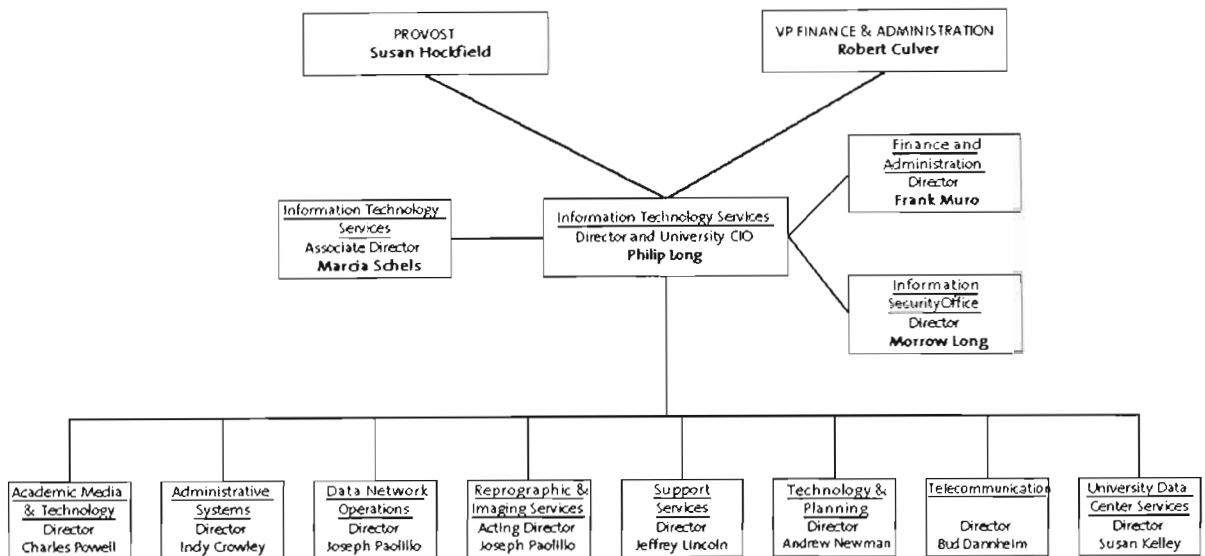 PROVOST
Susan Hockfield
VP FINANCE & ADMINISTRATION
Robert Culver
Finance and
Administration
Director
Frank Muro
Information Technology
Services
Associate Director
Marcia Schels
Information Technology Services
Director and University CIO
Philip Long
Information
Security Office
Director
Morrow Long
Academic Media
& Technology
Director
Charles Powell
Administrative
Systems
Director
Indy Crowley
Data Network
Operations
Director
Joseph Paolillo
Reprographic &
Imaging Services
Acting Director
Joseph Paolillo
Support
Services
Director
Jeffrey Lincoln
Technology &
Planning
Director
Andrew Newman
Telecommunication
Director
Bud Dannheim
University Data
Center Services
Director
Susan Kelley